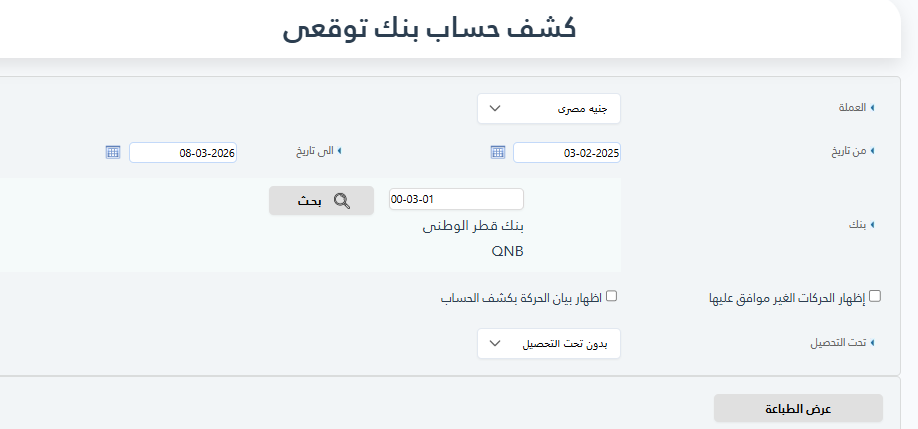 كشف حساب بنك توقعى
العملة
جنيه مصرى
من تاريخ
03-02-2025
الى تاريخ
08-03-2026
بنك
00-03-01
بحث
بنك قطر الوطنى
QNB
إظهار الحركات الغير موافق عليها
اظهار بيان الحركة بكشف الحساب
تحت التحصيل
بدون تحت التحصيل
عرض الطباعة